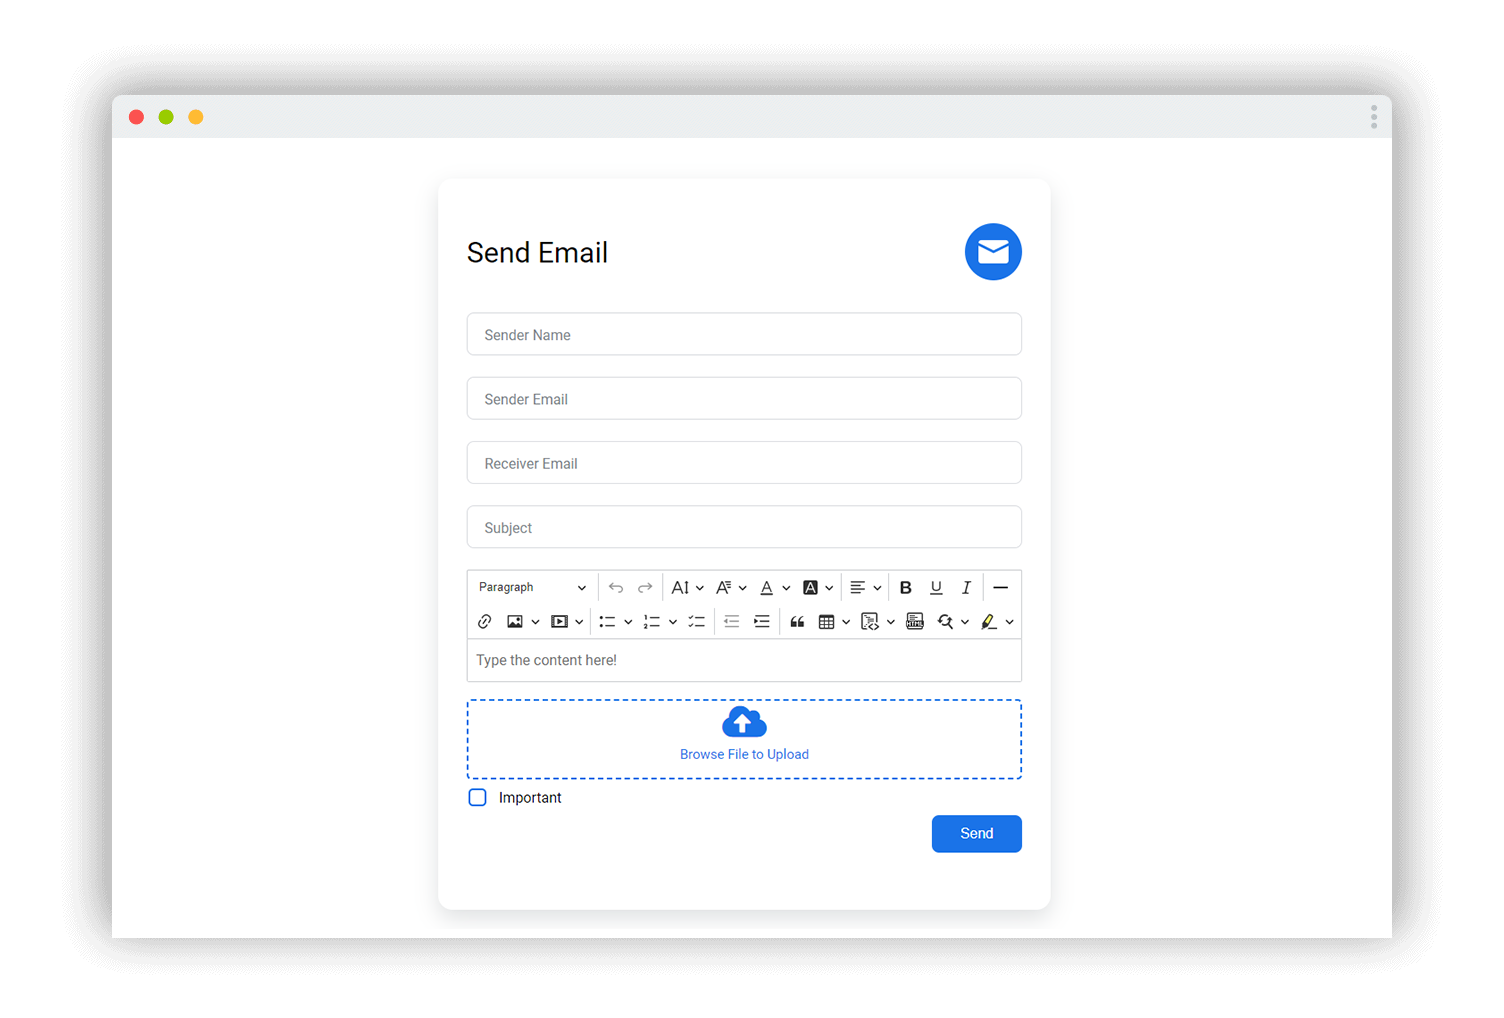 Send Email
Sender Name
Sender Email
Receiver Email
Subject
Paragraph
Type the content here!
Browse File to Upload
Important
Send